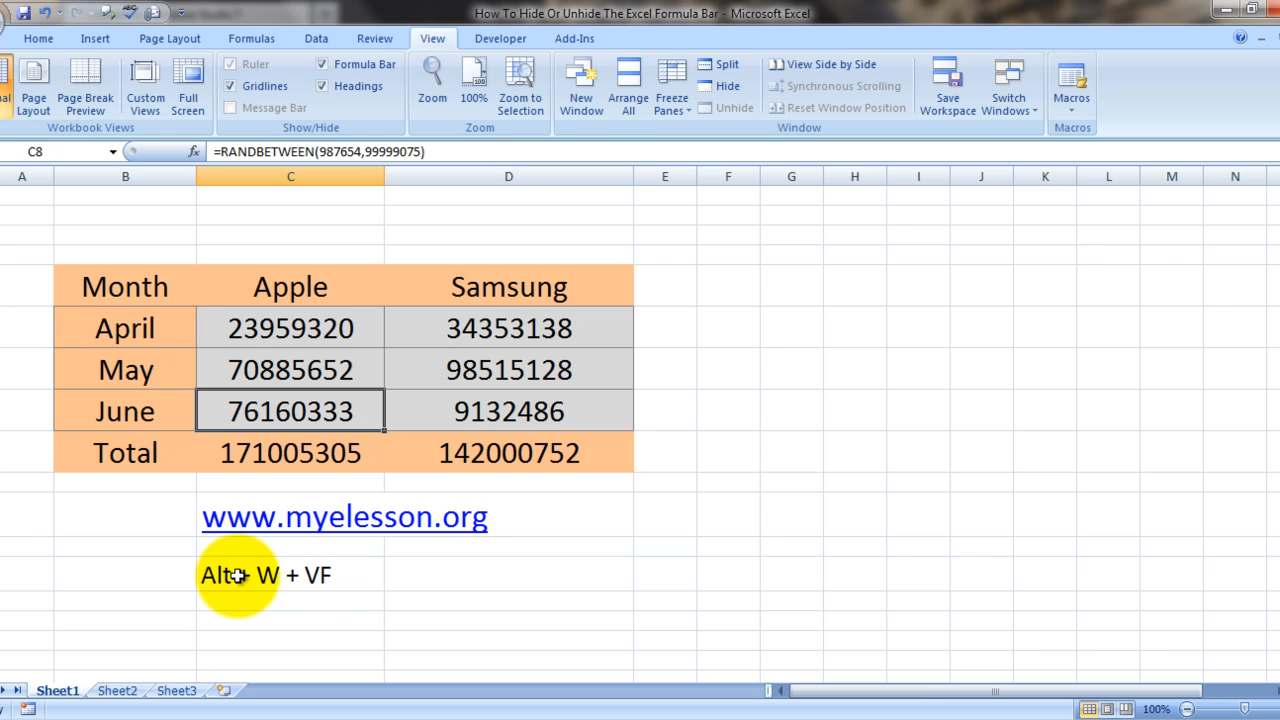 How To Hide Or Unhide The Excel Formula Bar - Microsoft Excel
Home Insert Page Layout Formulas Data Review View Developer Add-Ins
Page Layout
Page Break Preview
Custom Views
Full Screen
Workbook Views
Ruler
Gridlines
Message Bar
Formula Bar
Headings
Show/Hide
Zoom
100%
Zoom to Selection
Zoom
New Window
Arrange All
Freeze Panes
Split
Hide
Unhide
View Side by Side
Synchronous Scrolling
Reset Window Position
Window
Save Workspace
Switch Windows
Macros
Macros
C8 fx =RANDBETWEEN(987654,99999075)
A B C D E F G H I J K L M N
Month Apple Samsung
April 23959320 34353138
May 70885652 98515128
June 76160333 9132486
Total 171005305 142000752
www.myelesson.org
Alt + W + VF
Sheet1 Sheet2 Sheet3
100%